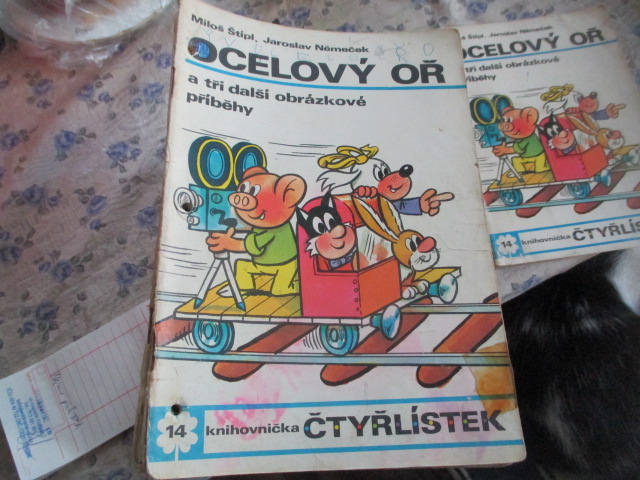 Miloš Štípl, Jaroslav Němeček
OCELOVÝ OŘ
a tři další obrázkové
příběhy
14 knihovnička ČTYŘLÍSTEK
Štípl, Jaroslav Němeček
OCELOVÝ OŘ
tři další obrázkové
příběhy
14 knihovnička ČTYŘLÍSTEK